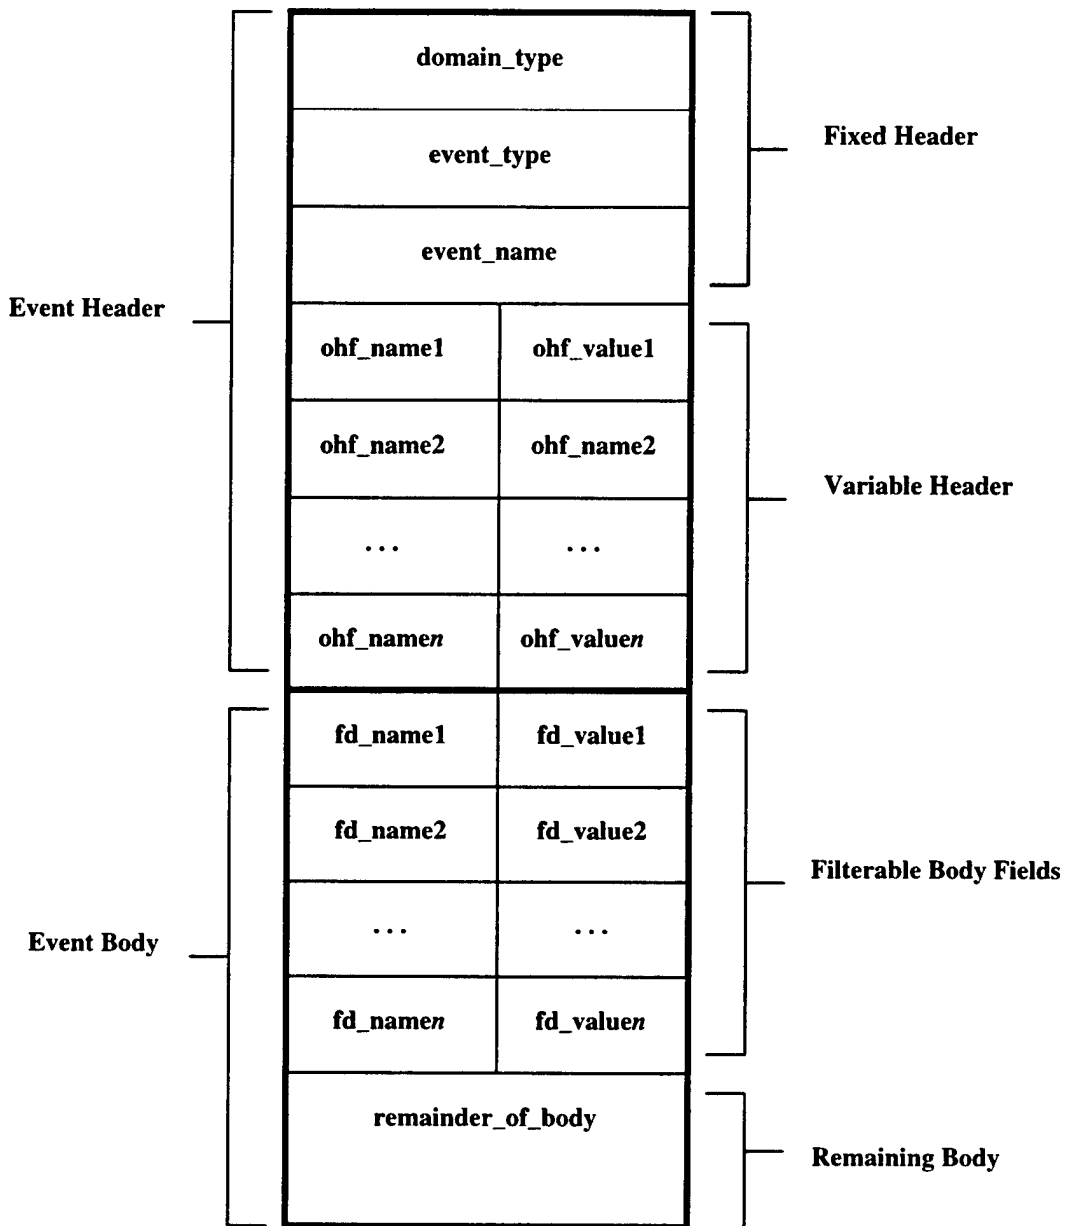 domain_type
Fixed Header
event_type
event_name
Event Header
ohf_name1 ohf_value1
ohf_name2 ohf_name2
Variable Header
... ...
ohf_namen ohf_valuen
fd_name1 fd_value1
fd_name2 fd_value2
Filterable Body Fields
... ...
Event Body
fd_namen fd_valuen
remainder_of_body
Remaining Body